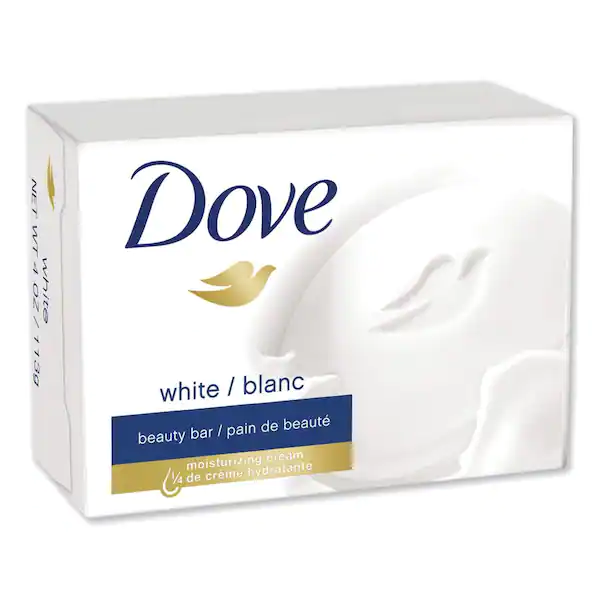 Dove
white / blanc
beauty bar / pain de beauté
moisturizing cream
¼ de crème hydratante
white
NET WT 4 OZ / 113g